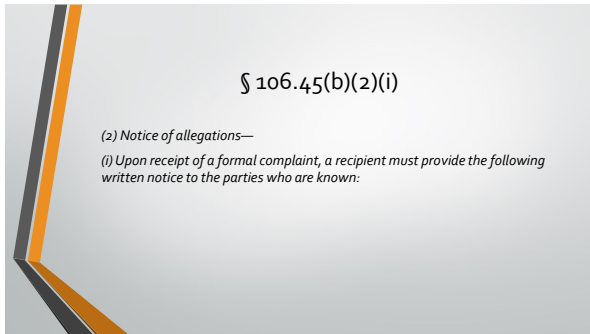 § 106.45(b)(2)(i)
(2) Notice of allegations—
(i) Upon receipt of a formal complaint, a recipient must provide the following
written notice to the parties who are known: